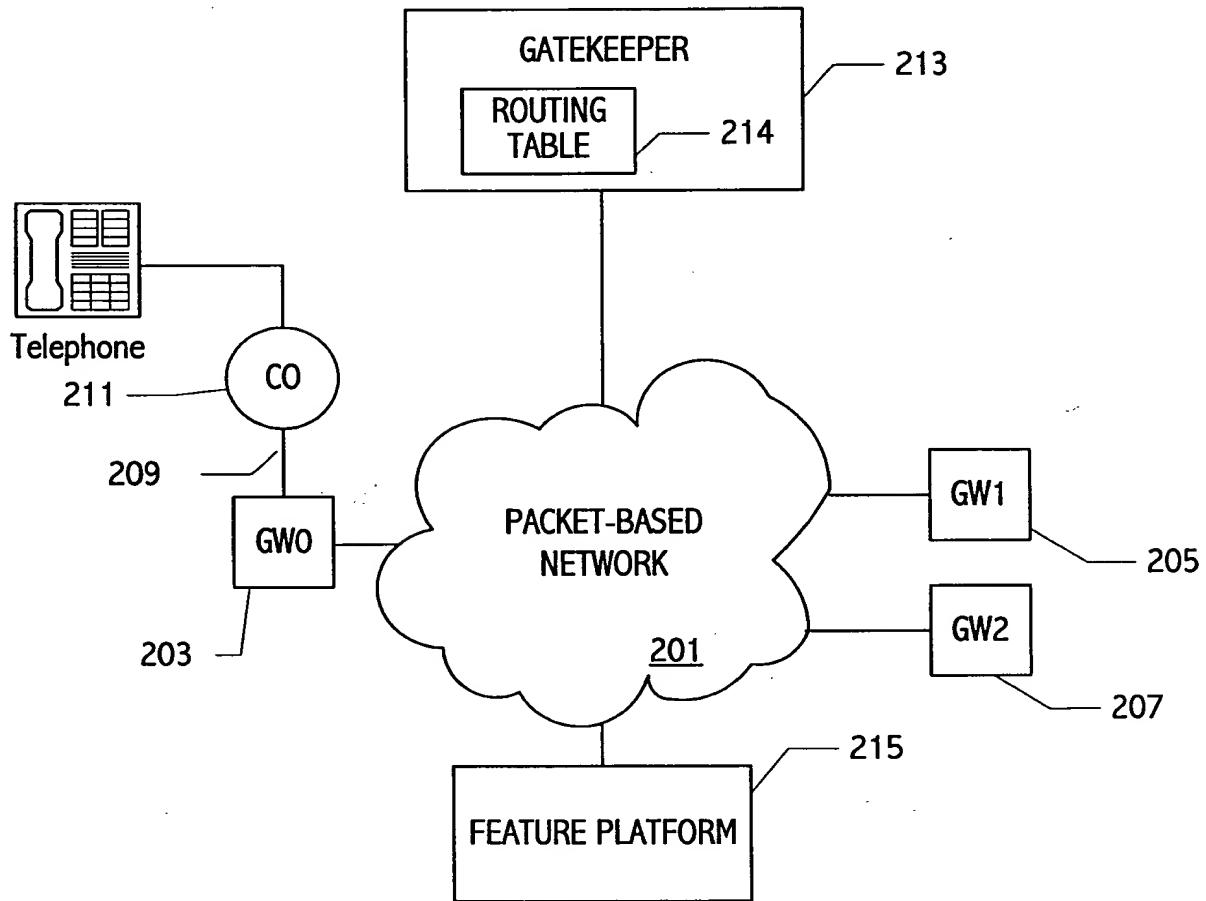 GATEKEEPER
213
ROUTING
TABLE
214
Telephone
CO
211
209
GW0
203
PACKET-BASED
NETWORK
201
GW1
205
GW2
207
215
FEATURE PLATFORM